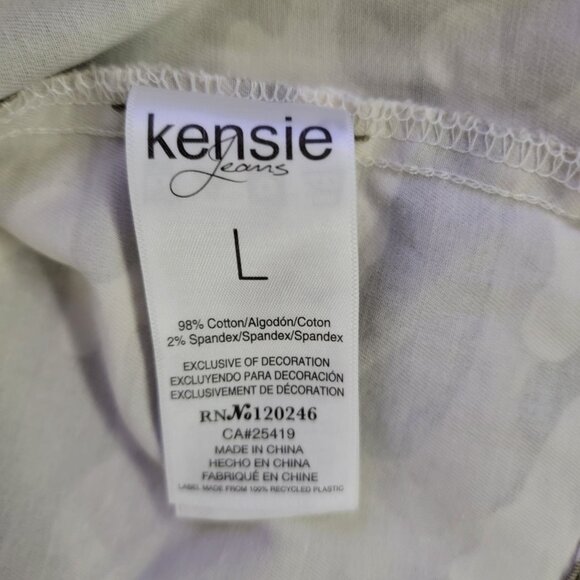 kensie
Jeans
L
98% Cotton/Algodón/Coton
2% Spandex/Spandex/Spandex
EXCLUSIVE OF DECORATION
EXCLUYENDO PARA DECORACIÓN
EXCLUSIVEMENT DE DÉCORATION
RN№120246
CA#25419
MADE IN CHINA
HECHO EN CHINA
FABRIQUÉ EN CHINE
LABEL MADE FROM 100% RECYCLED PLASTIC